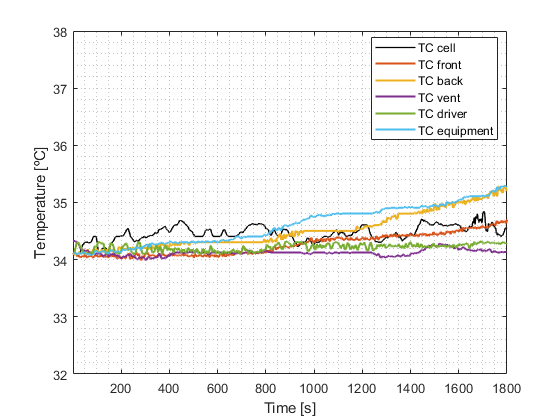 38
37
36
35
34
33
32
Temperature [ºC]
TC cell
TC front
TC back
TC vent
TC driver
TC equipment
200 400 600 800 1000 1200 1400 1600 1800
Time [s]